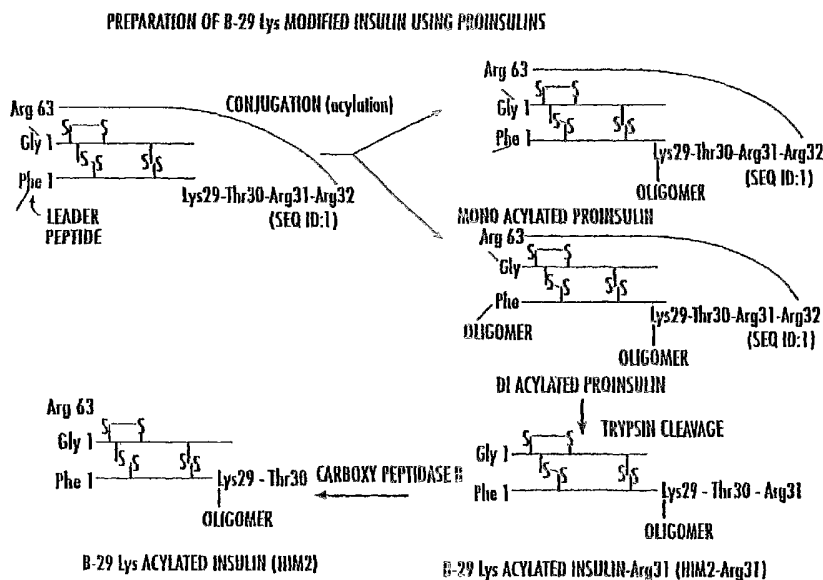 PREPARATION OF B-29 Lys MODIFIED INSULIN USING PROINSULINS
Arg 63
CONJUGATION (acylation)
S S
Gly 1
S S S
S
Phe 1
LEADER
PEPTIDE
Lys29-Thr30-Arg31-Arg32
(SEQ ID:1)
Arg 63
S S
Gly 1
S S S
S
Phe 1
Lys29-Thr30-Arg31-Arg32
(SEQ ID:1)
OLIGOMER
MONO ACYLATED PROINSULIN
Arg 63
S S
Gly
S S S
S
Phe
OLIGOMER
Lys29-Thr30-Arg31-Arg32
(SEQ ID:1)
OLIGOMER
DI ACYLATED PROINSULIN
TRYPSIN CLEAVAGE
S S
Gly 1
S S S
S
Phe 1
Lys29 - Thr30 - Arg31
OLIGOMER
B-29 Lys ACYLATED INSULIN-Arg31 (HIM2-Arg31)
CARBOXY PEPTIDASE B
Arg 63
S S
Gly 1
S S S
S
Phe 1
Lys29 - Thr30
OLIGOMER
B-29 Lys ACYLATED INSULIN (HIM2)